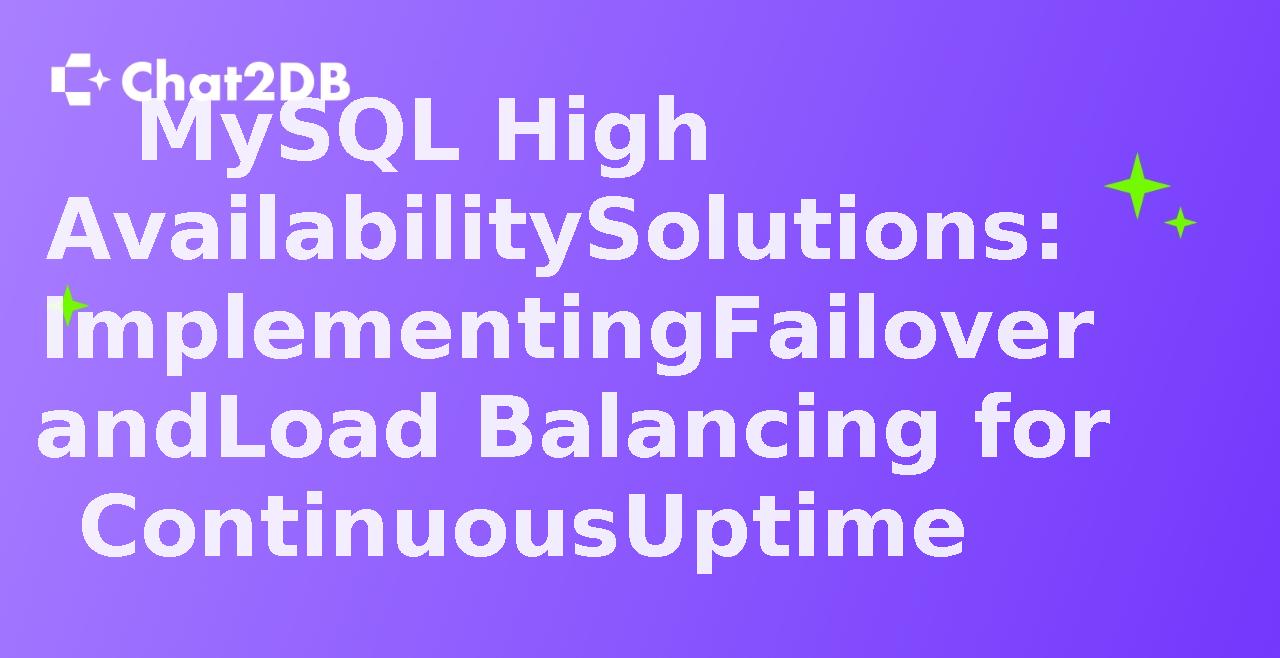 Chat2DB
MySQL High
AvailabilitySolutions:
ImplementingFailover
andLoad Balancing for
ContinuousUptime